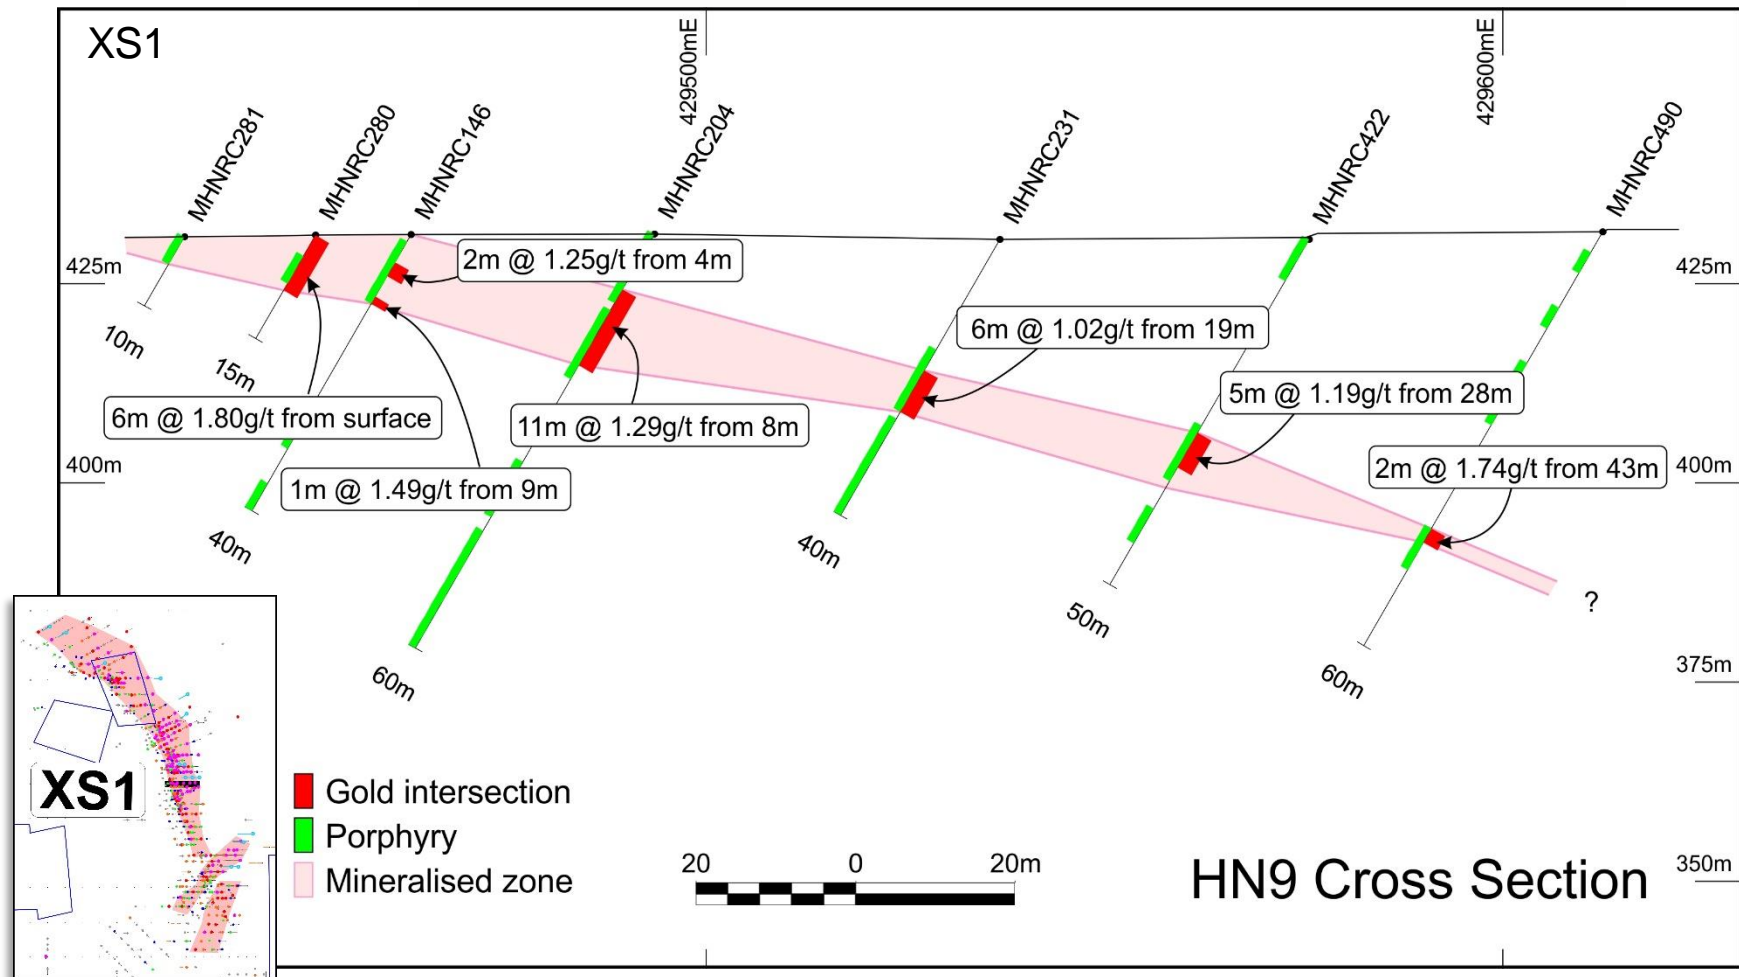 XS1
429500mE
429600mE
MHNRC281
MHNRC280
MHNRC146
MHNRC204
MHNRC231
MHNRC422
MHNRC490
2m @ 1.25g/t from 4m
425m
425m
6m @ 1.02g/t from 19m
10m
15m
5m @ 1.19g/t from 28m
6m @ 1.80g/t from surface
11m @ 1.29g/t from 8m
400m
2m @ 1.74g/t from 43m
400m
1m @ 1.49g/t from 9m
40m
40m
50m
?
60m
60m
375m
XS1
Gold intersection
Porphyry
Mineralised zone
20 0 20m
HN9 Cross Section
350m